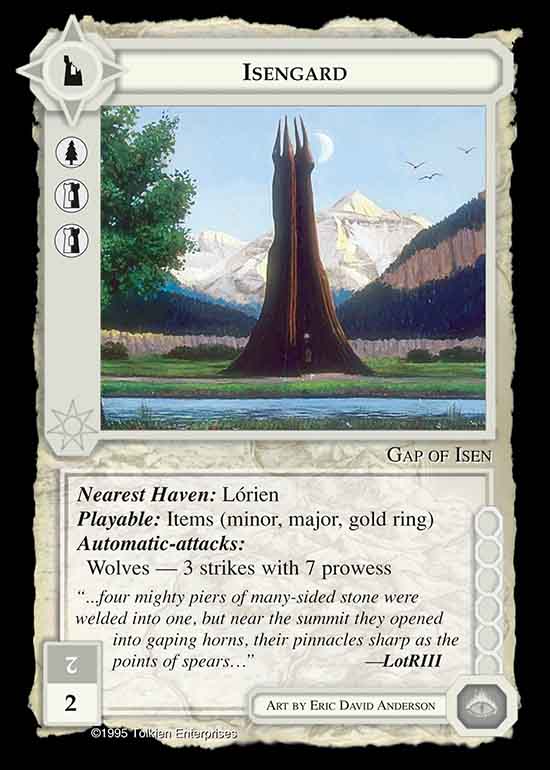 ISENGARD
GAP OF ISEN
Nearest Haven: Lórien
Playable: Items (minor, major, gold ring)
Automatic-attacks:
Wolves — 3 strikes with 7 prowess
“...four mighty piers of many-sided stone were
welded into one, but near the summit they opened
into gaping horns, their pinnacles sharp as the
points of spears…” —LotRIII
2
2
ART BY ERIC DAVID ANDERSON
©1995 Tolkien Enterprises